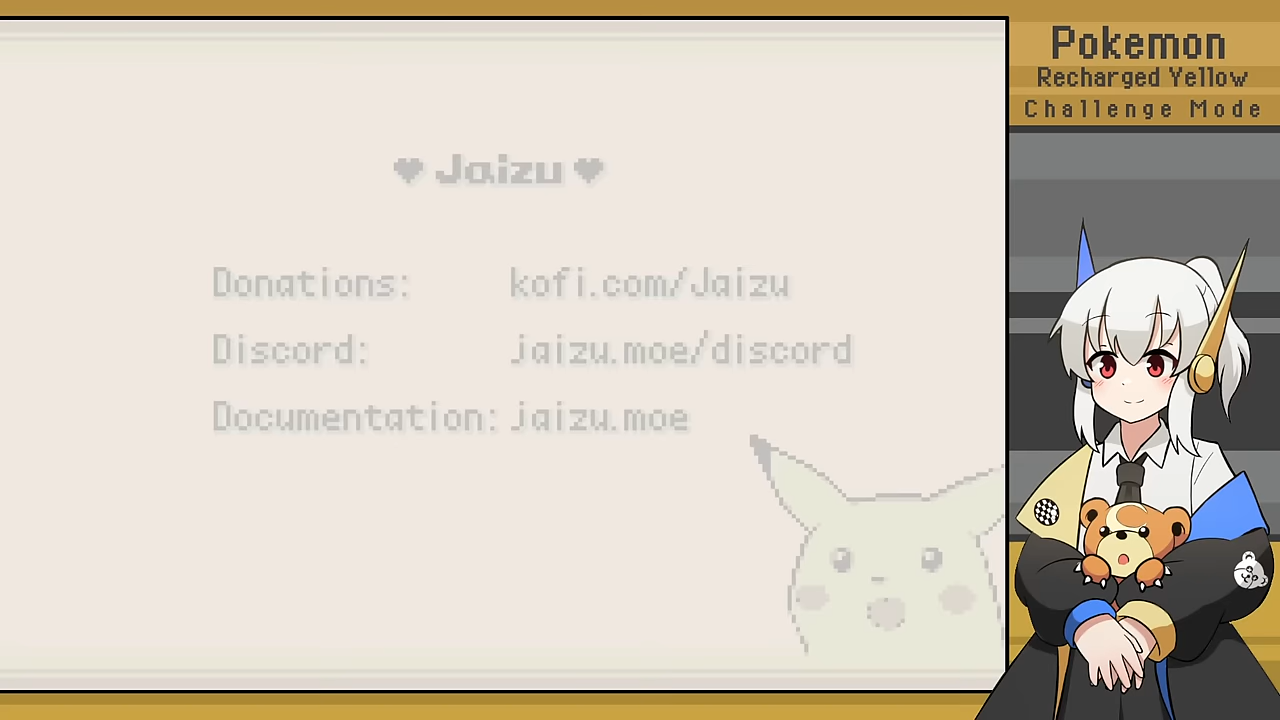 ♥ Jaizu ♥
Donations: kofi.com/Jaizu
Discord: jaizu.moe/discord
Documentation: jaizu.moe
Pokemon
Recharged Yellow
Challenge Mode